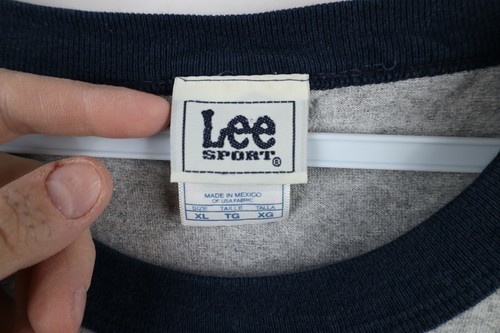 Lee
SPORT®
MADE IN MEXICO
OF USA FABRIC
SIZE TAILLE TALLA
XL TG XG